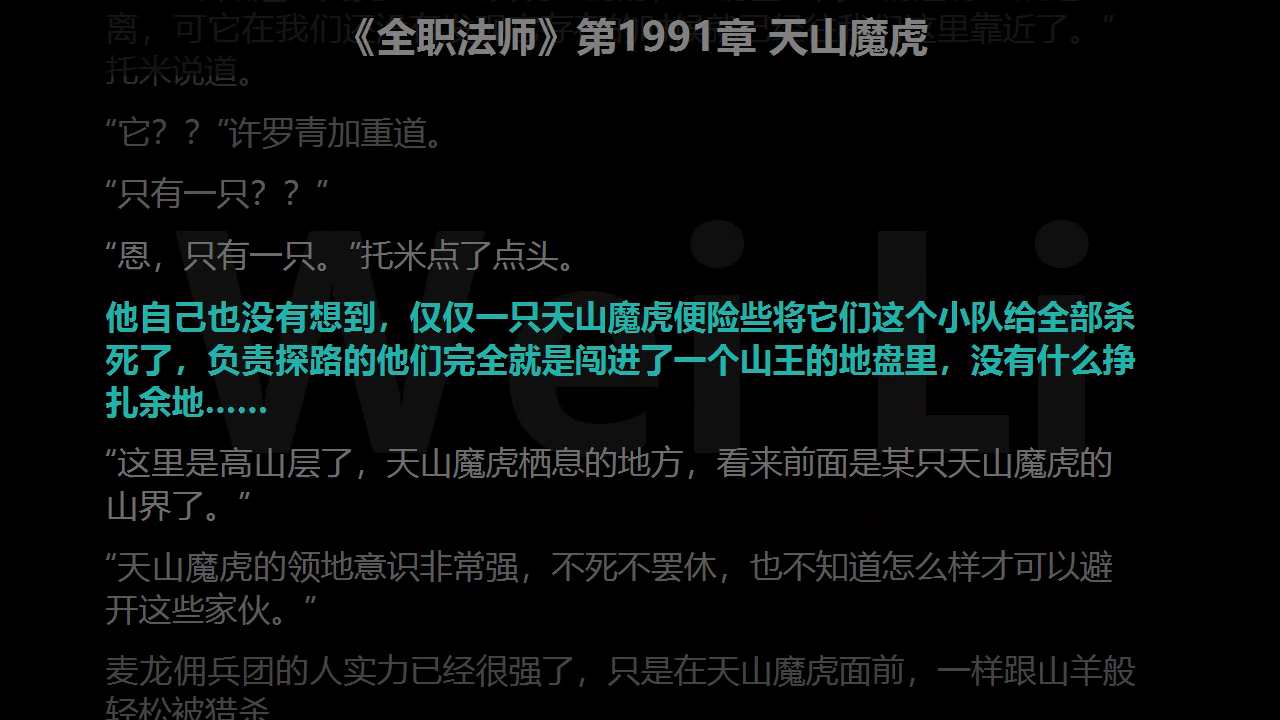 《全职法师》第1991章 天山魔虎
离，可它在我们
这里靠近了。”
托米说道。
“它？？”许罗青加重道。
“只有一只？？”
“恩，只有一只。”托米点了点头。
他自己也没有想到，仅仅一只天山魔虎便险些将它们这个小队给全部杀
死了，负责探路的他们完全就是闯进了一个山王的地盘里，没有什么挣
扎余地……
“这里是高山层了，天山魔虎栖息的地方，看来前面是某只天山魔虎的
山界了。”
“天山魔虎的领地意识非常强，不死不罢休，也不知道怎么样才可以避
开这些家伙。”
麦龙佣兵团的人实力已经很强了，只是在天山魔虎面前，一样跟山羊般
轻松被猎杀
Wei Li